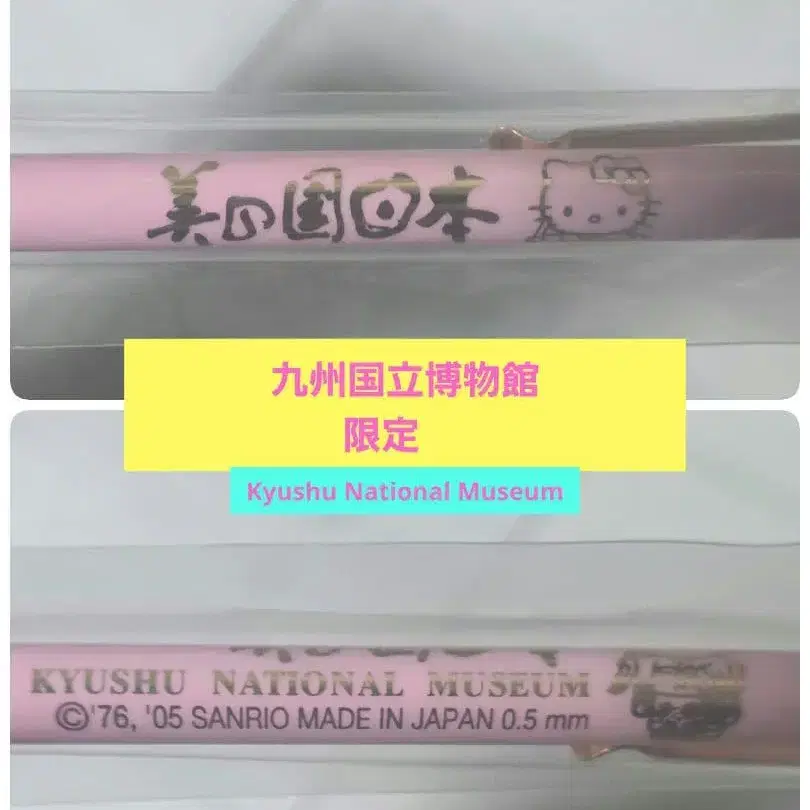 美の国日本
九州国立博物館
限定
Kyushu National Museum
KYUSHU NATIONAL MUSEUM
©'76, '05 SANRIO MADE IN JAPAN 0.5 mm